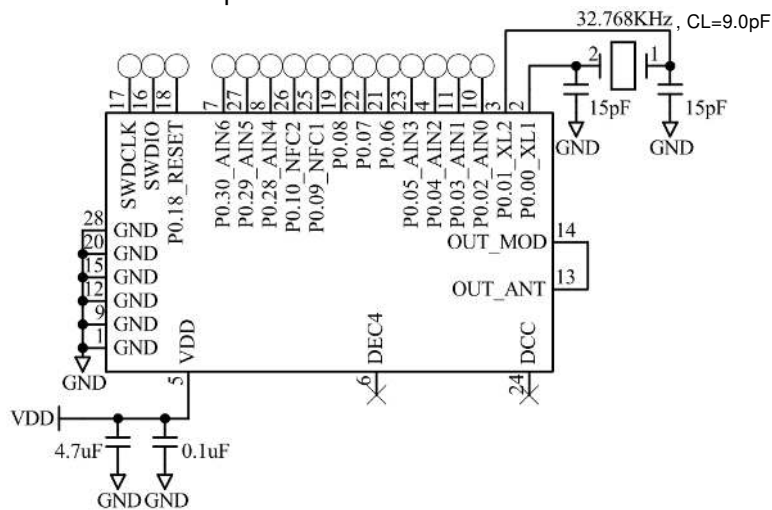 32.768KHz, CL=9.0pF
2 1
15pF 15pF
GND GND
17 16 18 7 27 2 8 26 25 19 22 21 23 4 11 10 3 2
SWDCLK
SWDIO
P0.18_RESET
P0.30_AIN6
P0.29_AIN5
P0.28_AIN4
P0.10_NFC2
P0.09_NFC1
P0.08
P0.07
P0.06
P0.05_AIN3
P0.04_AIN2
P0.03_AIN1
P0.02_AIN0
P0.01_XL2
P0.00_XL1
28 GND
20 GND
15 GND
12 GND
9 GND
1 GND
GND
OUT_MOD 14
OUT_ANT 13
VDD 5
DEC4 6
DCC 24
VDD
4.7uF 0.1uF
GND GND